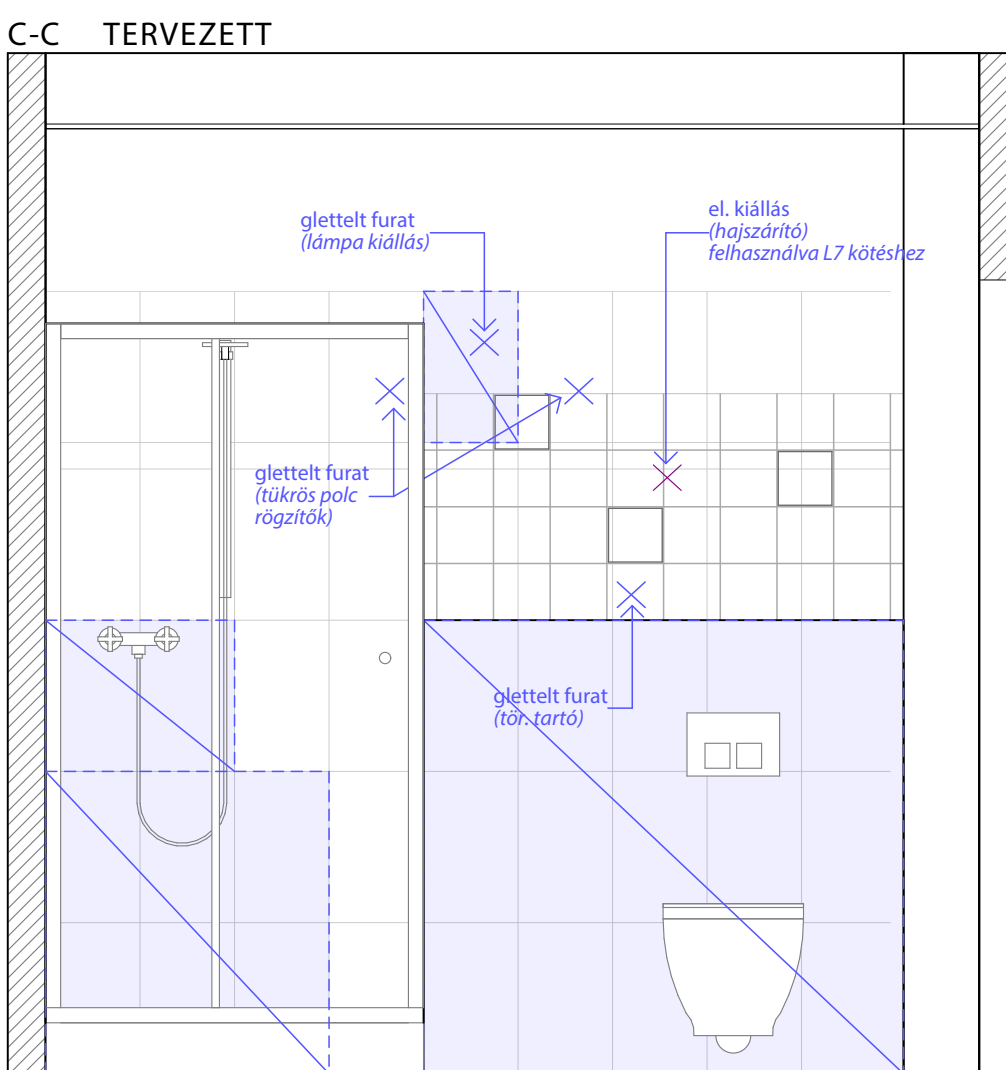 C-C TERVEZETT
glettelt furat
(lámpa kiállás)
el. kiállás
(hajszárító)
felhasználva L7 kötéshez
glettelt furat
(tükrös polc
rögzítők)
glettelt furat
(tör. tartó)